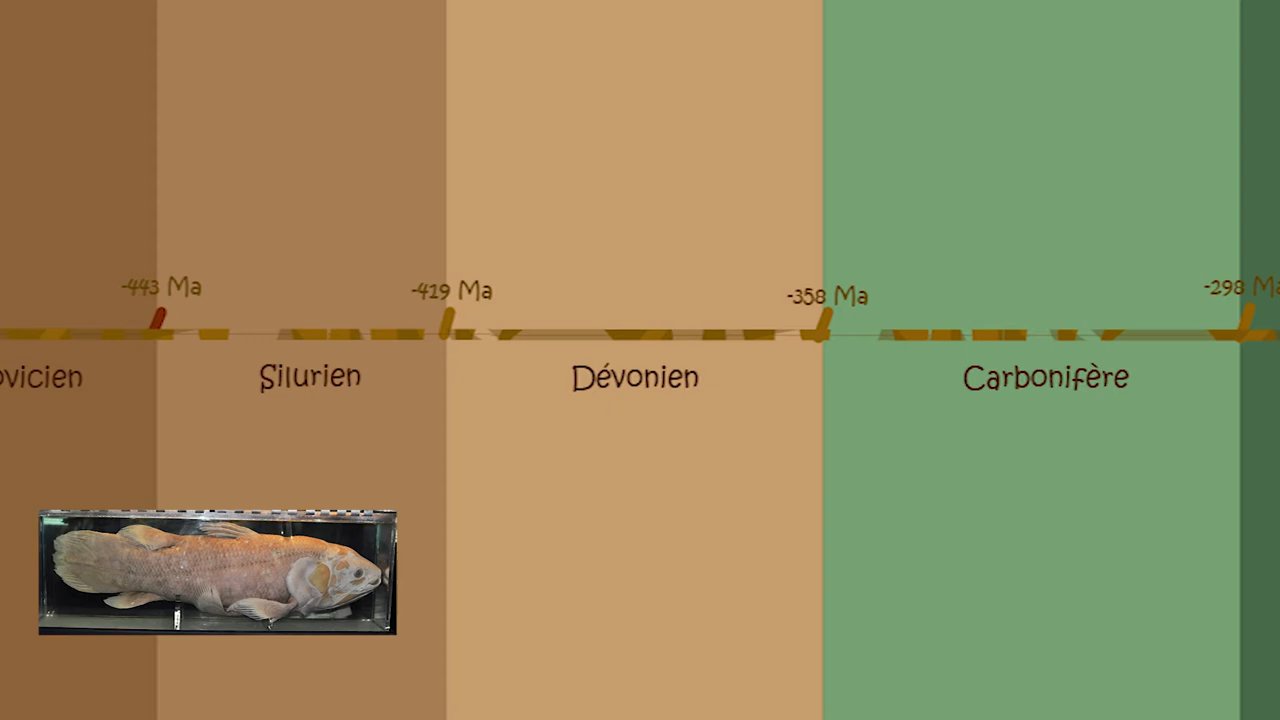 -443 Ma
-419 Ma
-358 Ma
-298 Ma
ovicien
Silurien
Dévonien
Carbonifère